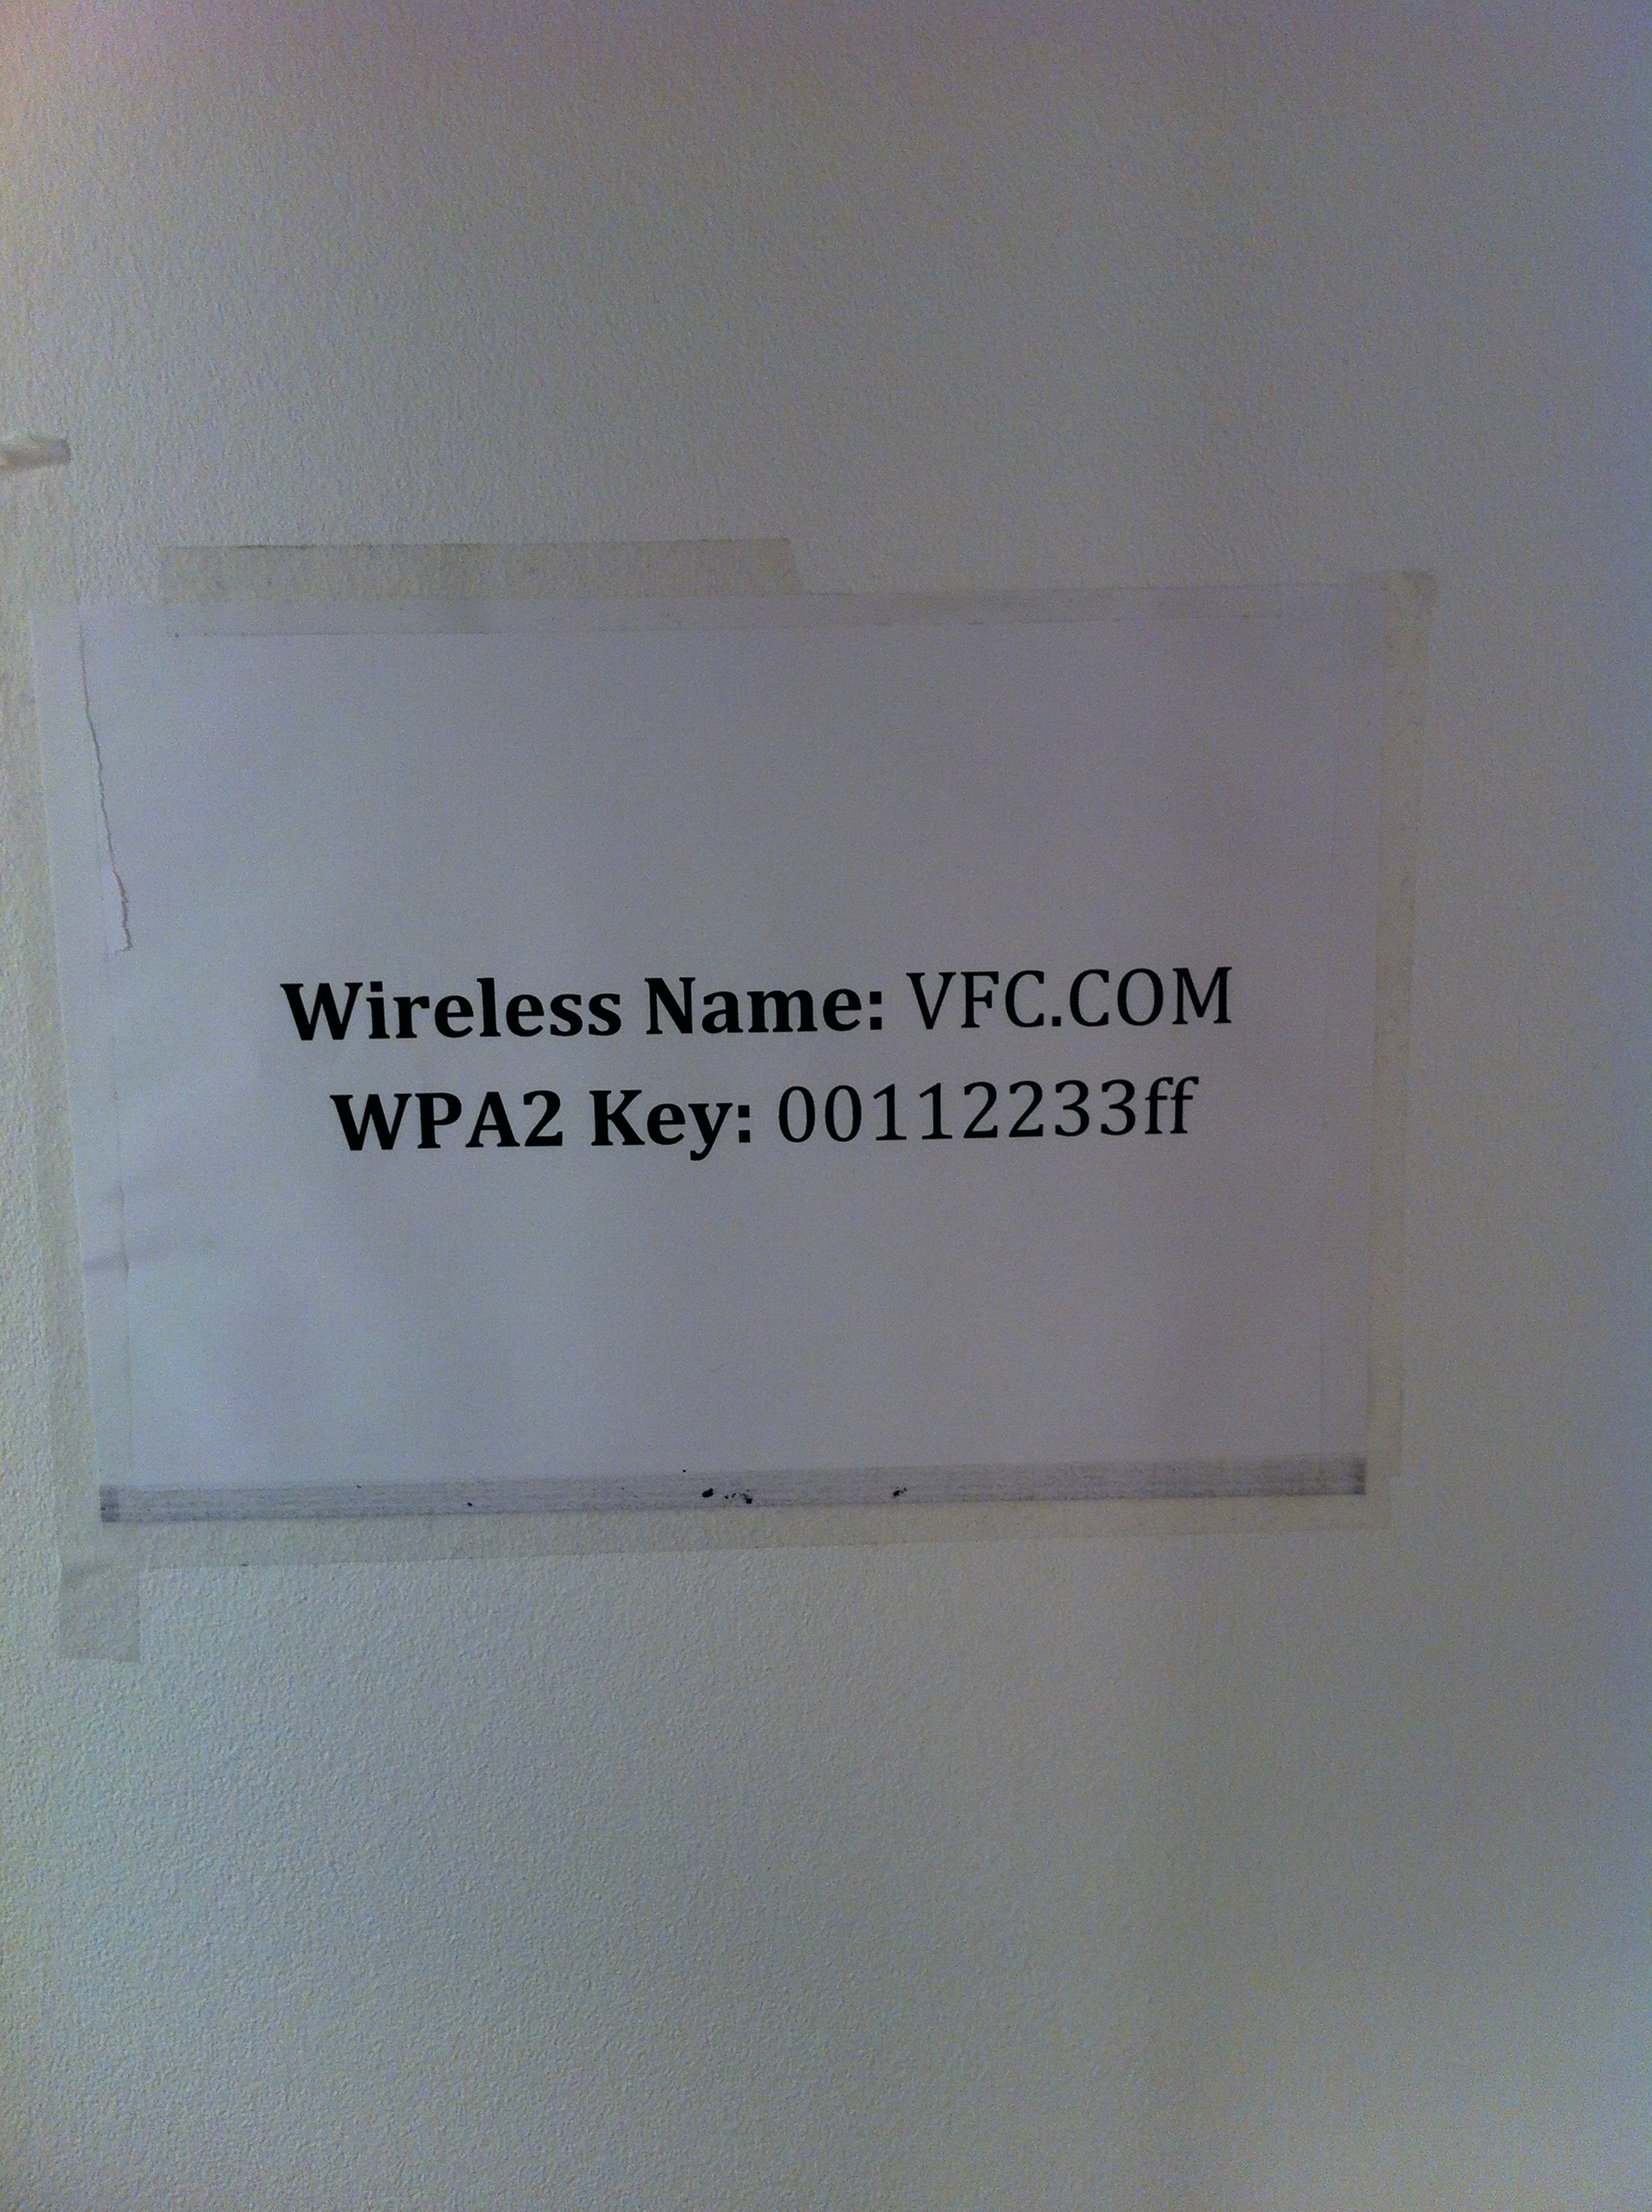 Wireless Name: VFC.COM
WPA2 Key: 00112233ff